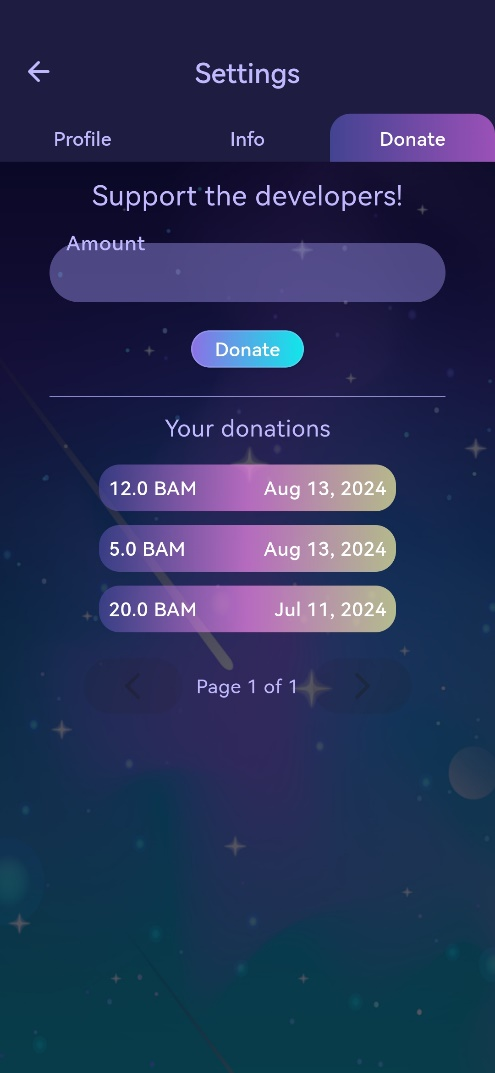 Settings
Profile Info Donate
Support the developers!
Amount
Donate
Your donations
12.0 BAM Aug 13, 2024
5.0 BAM Aug 13, 2024
20.0 BAM Jul 11, 2024
Page 1 of 1